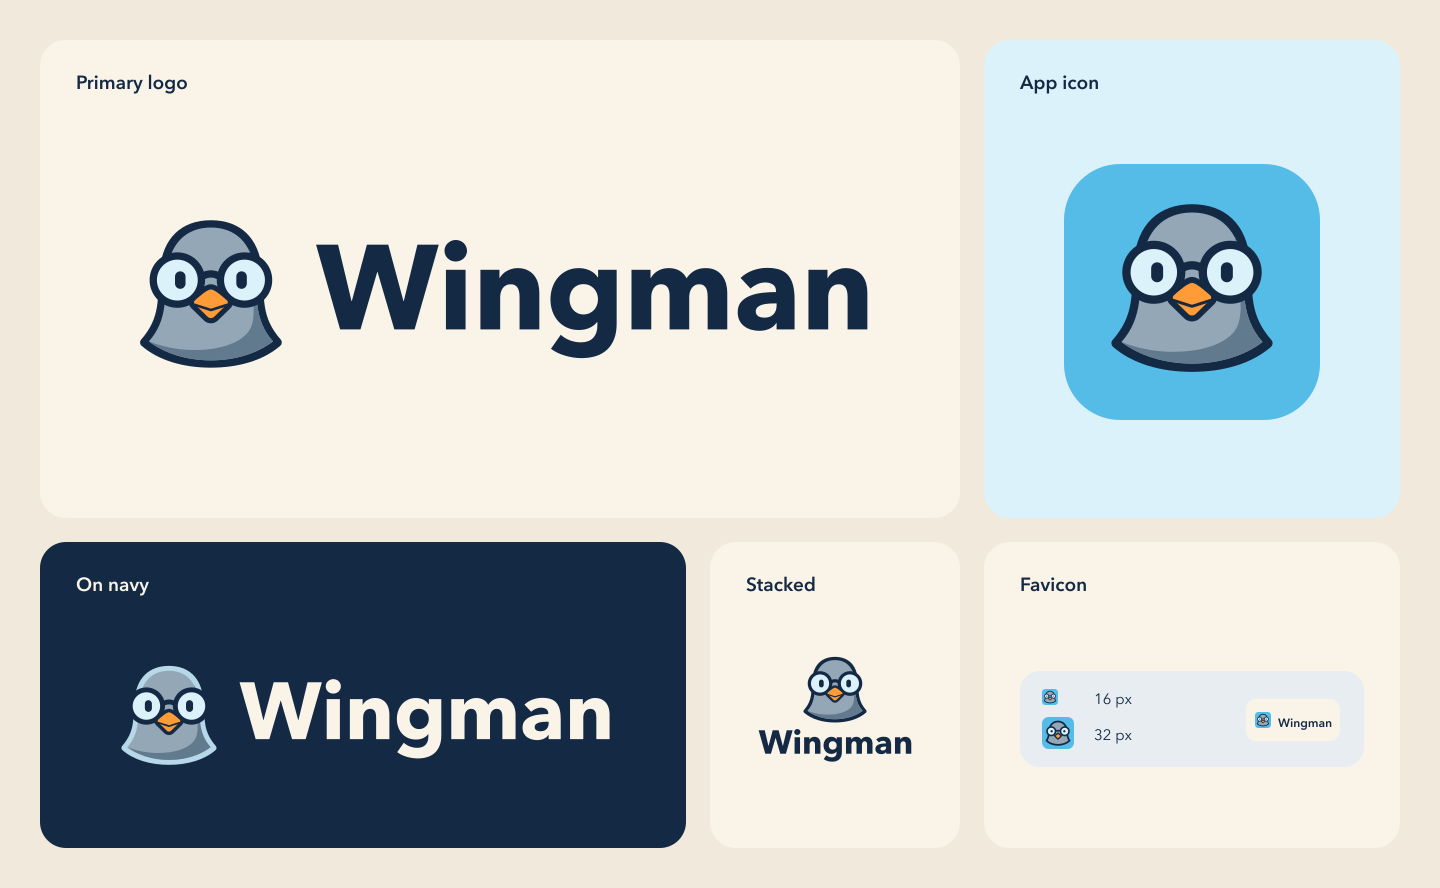 Primary logo
Wingman
App icon
On navy
Wingman
Stacked
Wingman
Favicon
16 px
32 px
Wingman